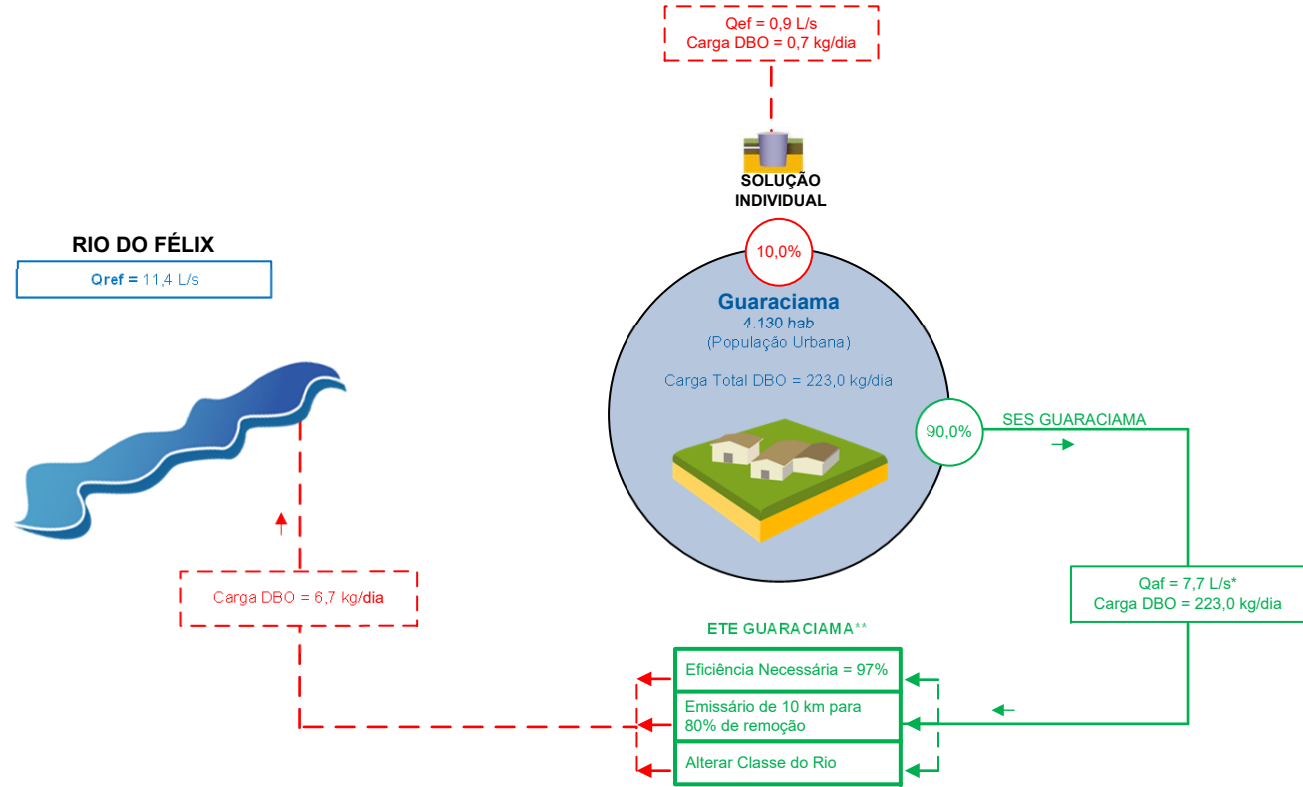 Qef = 0,9 L/s
Carga DBO = 0,7 kg/dia
SOLUÇÃO
INDIVIDUAL
RIO DO FÉLIX
Qref = 11,4 L/s
10,0%
Guaraciama
4.130 hab
(População Urbana)
Carga Total DBO = 223,0 kg/dia
90,0%
SES GUARACIAMA
Qaf = 7,7 L/s*
Carga DBO = 223,0 kg/dia
Carga DBO = 6,7 kg/dia
ETE GUARACIAMA**
Eficiência Necessária = 97%
Emissário de 10 km para
80% de remoção
Alterar Classe do Rio